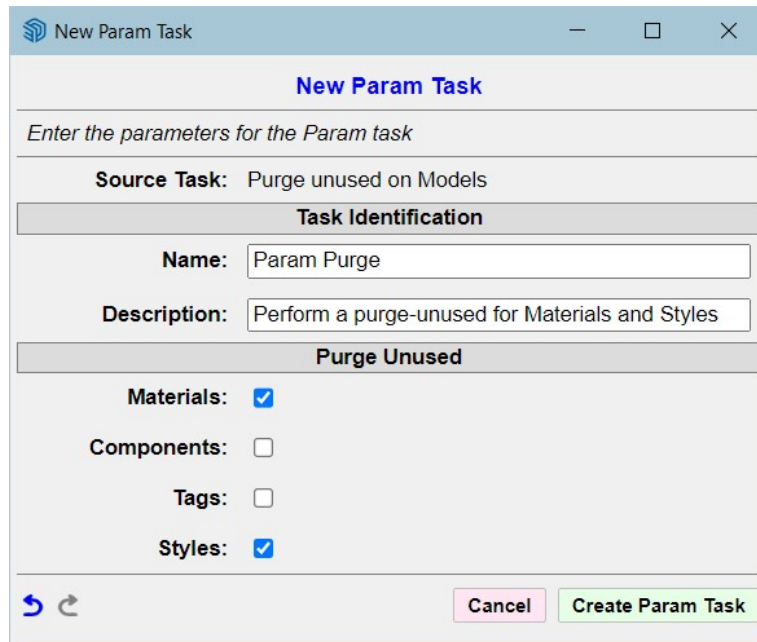 New Param Task
New Param Task
Enter the parameters for the Param task
Source Task: Purge unused on Models
Task Identification
Name: Param Purge
Description: Perform a purge-unused for Materials and Styles
Purge Unused
Materials:
Components:
Tags:
Styles:
Cancel Create Param Task